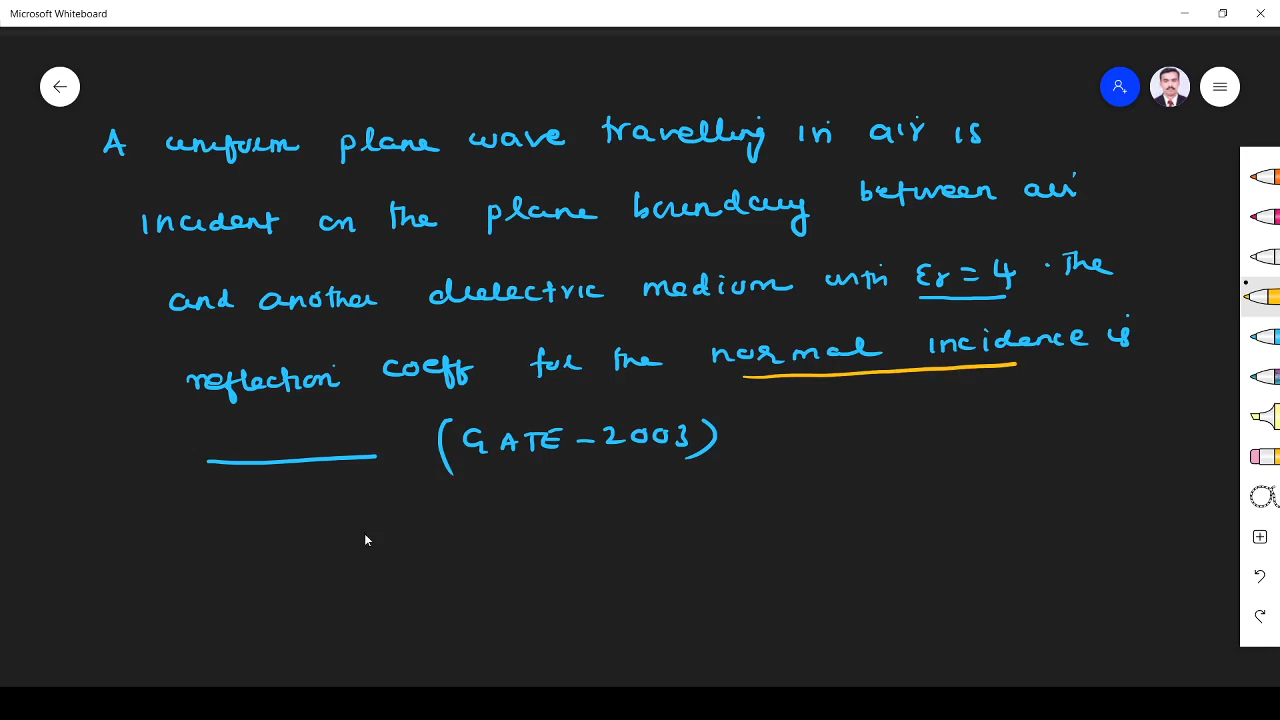 Microsoft Whiteboard
A uniform plane wave travelling in air is
incident on the plane boundary between air
and another dielectric medium with εr = 4. The
reflection coeff for the normal incidence is
______ (GATE - 2003)